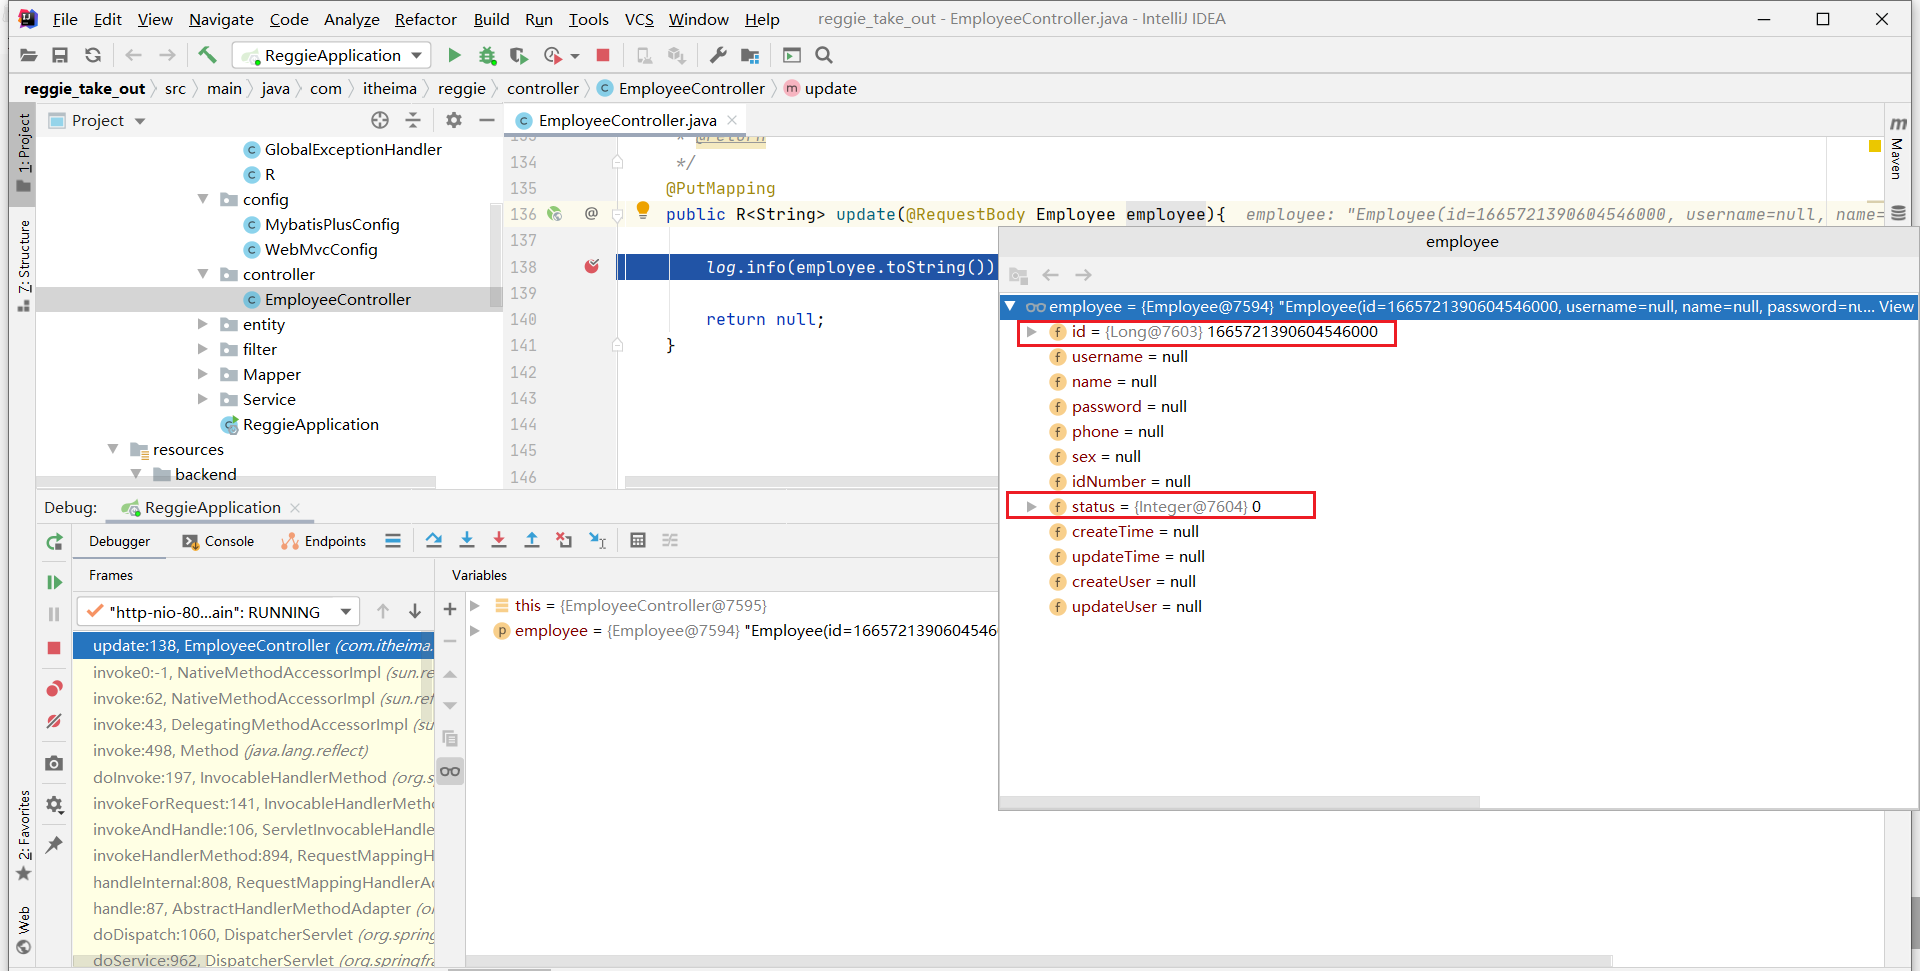 File Edit View Navigate Code Analyze Refactor Build Run Tools VCS Window Help reggie_take_out - EmployeeController.java - IntelliJ IDEA
ReggieApplication
reggie_take_out src main java com itheima reggie controller EmployeeController update
1: Project
Z: Structure
2: Favorites
Web
Maven
Project
GlobalExceptionHandler
R
config
MybatisPlusConfig
WebMvcConfig
controller
EmployeeController
entity
filter
Mapper
Service
ReggieApplication
resources
backend
EmployeeController.java
133 * @return
134 */
135 @PutMapping
136 @ public R<String> update(@RequestBody Employee employee){ employee: "Employee(id=1665721390604546000, username=null, name=
137
138 log.info(employee.toString())
139
140 return null;
141 }
142
143
144
145
146
employee
employee = {Employee@7594} "Employee(id=1665721390604546000, username=null, name=null, password=nu... View
id = {Long@7603} 1665721390604546000
username = null
name = null
password = null
phone = null
sex = null
idNumber = null
status = {Integer@7604} 0
createTime = null
updateTime = null
createUser = null
updateUser = null
Debug: ReggieApplication
Debugger Console Endpoints
Frames
"http-nio-80...ain": RUNNING
update:138, EmployeeController (com.itheima.
invoke0:-1, NativeMethodAccessorImpl (sun.re
invoke:62, NativeMethodAccessorImpl (sun.ref
invoke:43, DelegatingMethodAccessorImpl (su
invoke:498, Method (java.lang.reflect)
doInvoke:197, InvocableHandlerMethod (org.s
invokeForRequest:141, InvocableHandlerMetho
invokeAndHandle:106, ServletInvocableHandle
invokeHandlerMethod:894, RequestMappingH
handleInternal:808, RequestMappingHandlerAd
handle:87, AbstractHandlerMethodAdapter (o
doDispatch:1060, DispatcherServlet (org.spring
doService:962, DispatcherServlet (org.springfra
Variables
this = {EmployeeController@7595}
employee = {Employee@7594} "Employee(id=1665721390604546